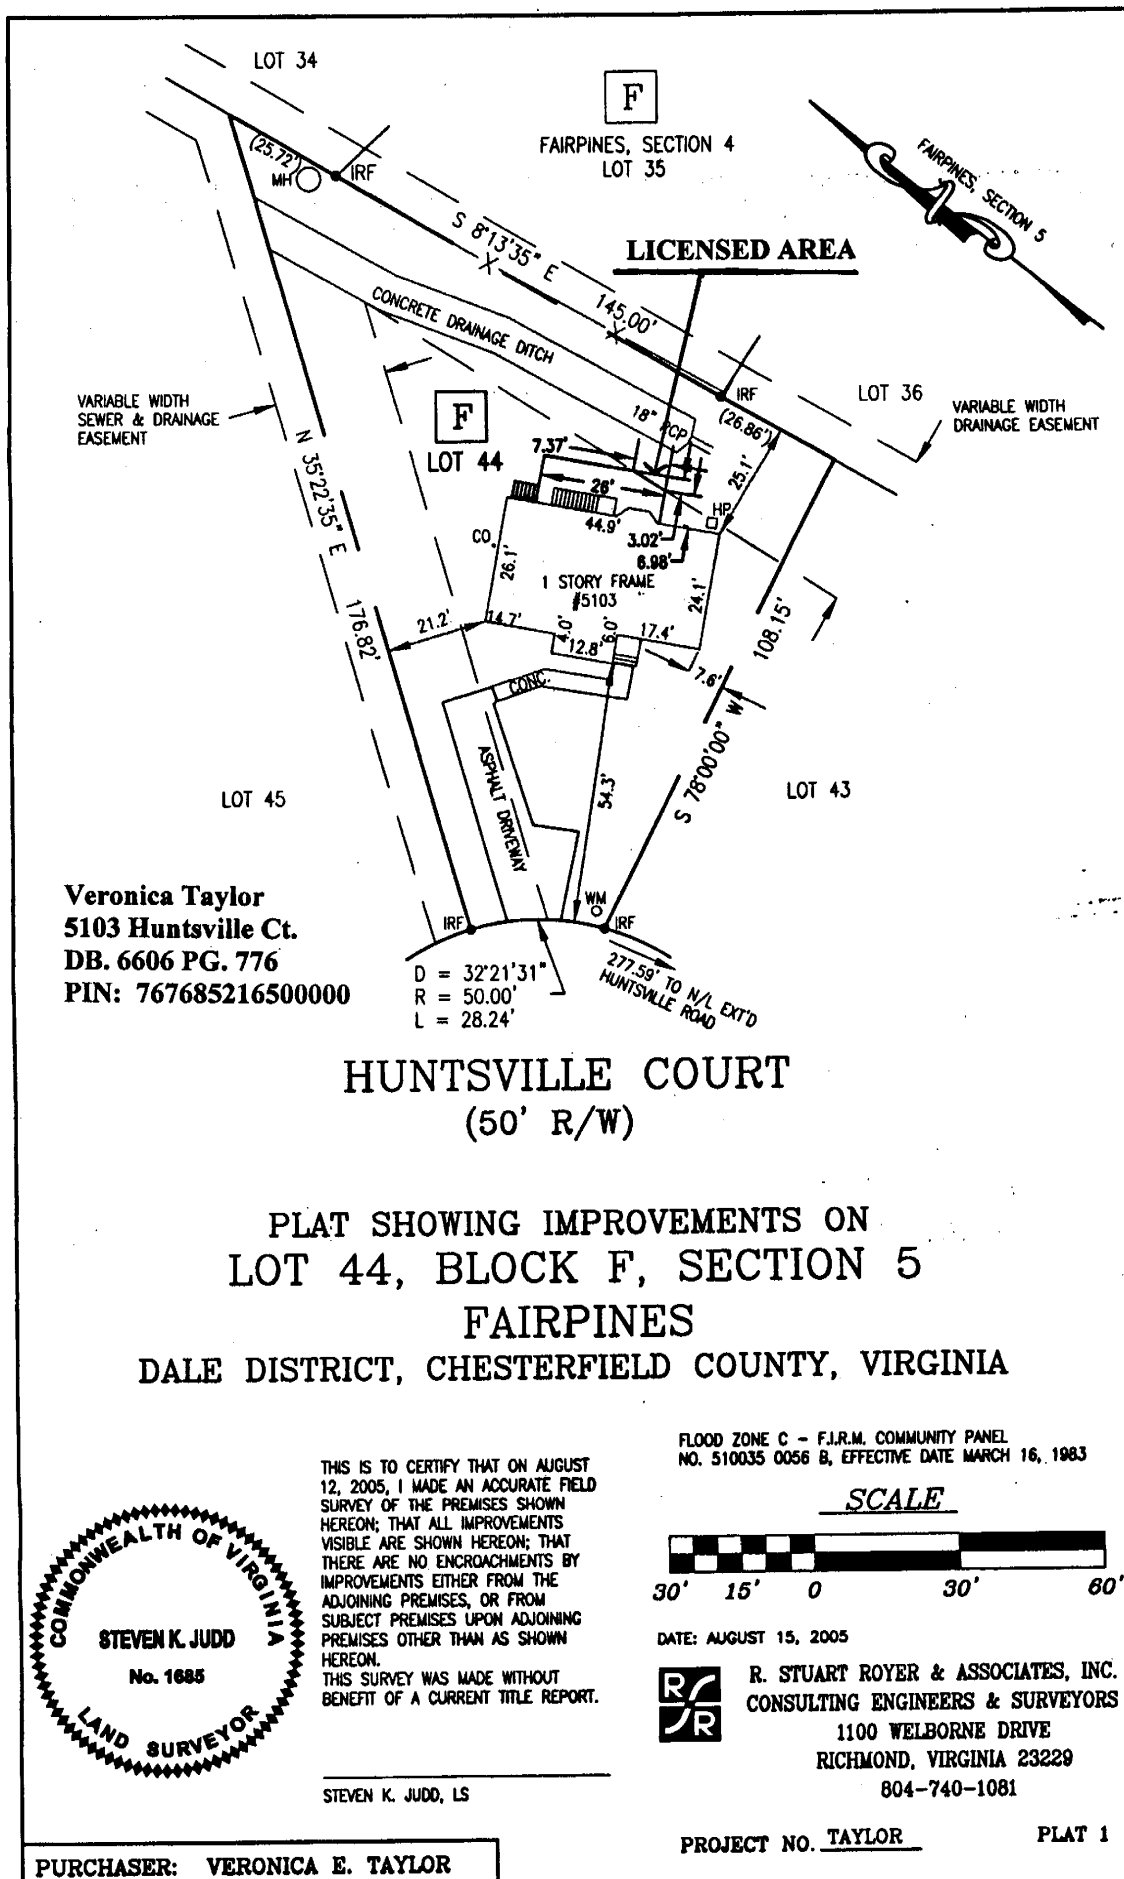 LOT 34
F
FAIRPINES, SECTION 4
LOT 35
FAIRPINES, SECTION 5
(25.72')
MH
IRF
S 8°13'35" E
145.00'
LICENSED AREA
CONCRETE DRAINAGE DITCH
IRF
LOT 36
(26.86')
VARIABLE WIDTH
DRAINAGE EASEMENT
VARIABLE WIDTH
SEWER & DRAINAGE
EASEMENT
F
LOT 44
18" RCP
7.37'
26'
25.1'
HP
44.9'
3.02'
6.98'
CO.
26.1'
1 STORY FRAME
#5103
24.1'
N 35°22'35" E
176.82'
21.2'
14.7'
4.0'
12.8'
6.0'
17.4'
7.6'
108.15'
S 78°00'00" W
CONC.
ASPHALT DRIVEWAY
54.3'
LOT 45
LOT 43
WM
IRF
IRF
Veronica Taylor
5103 Huntsville Ct.
DB. 6606 PG. 776
PIN: 767685216500000
D = 32°21'31"
R = 50.00'
L = 28.24'
277.59' TO N/L EXT'D
HUNTSVILLE ROAD
HUNTSVILLE COURT
(50' R/W)
PLAT SHOWING IMPROVEMENTS ON
LOT 44, BLOCK F, SECTION 5
FAIRPINES
DALE DISTRICT, CHESTERFIELD COUNTY, VIRGINIA
FLOOD ZONE C - F.I.R.M. COMMUNITY PANEL
NO. 510035 0056 B, EFFECTIVE DATE MARCH 16, 1983
THIS IS TO CERTIFY THAT ON AUGUST
12, 2005, I MADE AN ACCURATE FIELD
SURVEY OF THE PREMISES SHOWN
HEREON; THAT ALL IMPROVEMENTS
VISIBLE ARE SHOWN HEREON; THAT
THERE ARE NO ENCROACHMENTS BY
IMPROVEMENTS EITHER FROM THE
ADJOINING PREMISES, OR FROM
SUBJECT PREMISES UPON ADJOINING
PREMISES OTHER THAN AS SHOWN
HEREON.
THIS SURVEY WAS MADE WITHOUT
BENEFIT OF A CURRENT TITLE REPORT.
STEVEN K. JUDD, LS
COMMONWEALTH OF VIRGINIA
STEVEN K. JUDD
No. 1685
LAND SURVEYOR
SCALE
30' 15' 0 30' 60'
DATE: AUGUST 15, 2005
R R
R. STUART ROYER & ASSOCIATES, INC.
CONSULTING ENGINEERS & SURVEYORS
1100 WELBORNE DRIVE
RICHMOND, VIRGINIA 23229
804-740-1081
PROJECT NO. TAYLOR
PLAT 1
PURCHASER: VERONICA E. TAYLOR